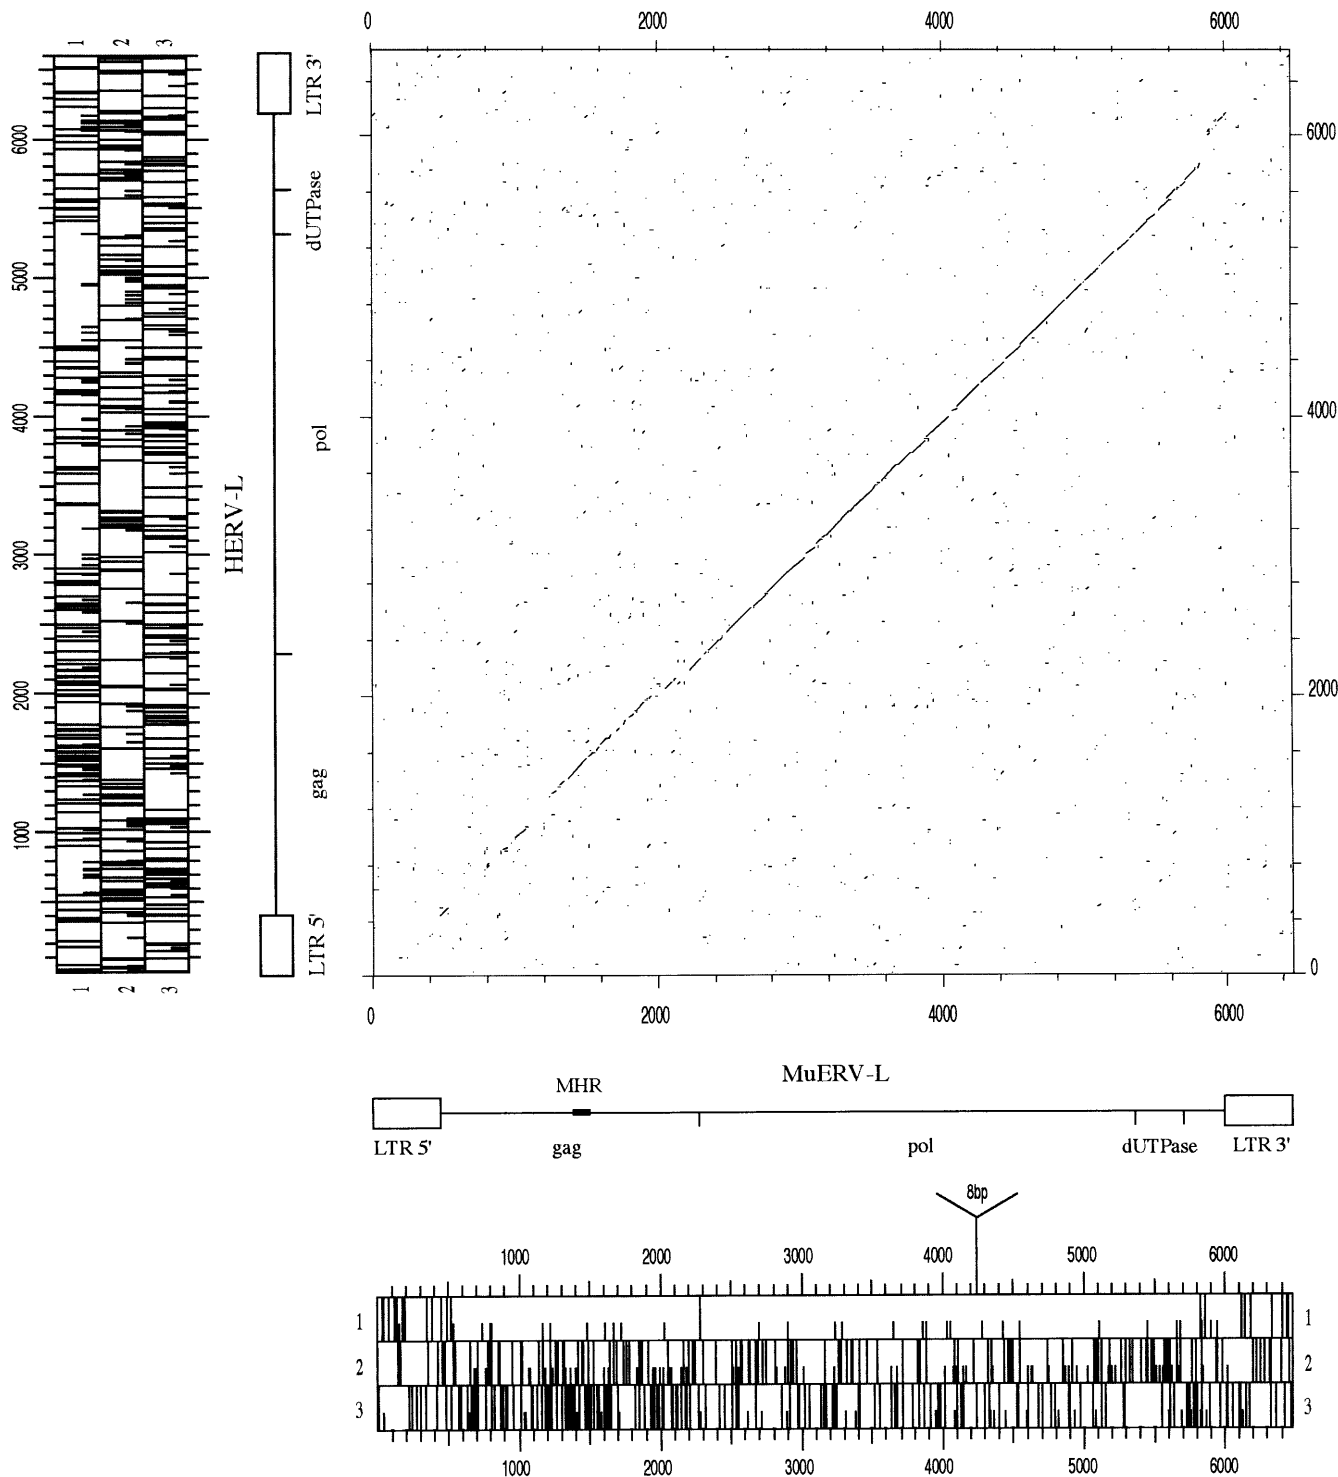 0 2000 4000 6000
1 2 3
6000
5000
4000
3000
2000
1000
1 2 3
HERV-L
LTR 3'
dUTPase
pol
gag
LTR 5'
6000
4000
2000
0
0 2000 4000 6000
MuERV-L
MHR
LTR 5' gag pol dUTPase LTR 3'
8bp
1000 2000 3000 4000 5000 6000
1 1
2 2
3 3
1000 2000 3000 4000 5000 6000